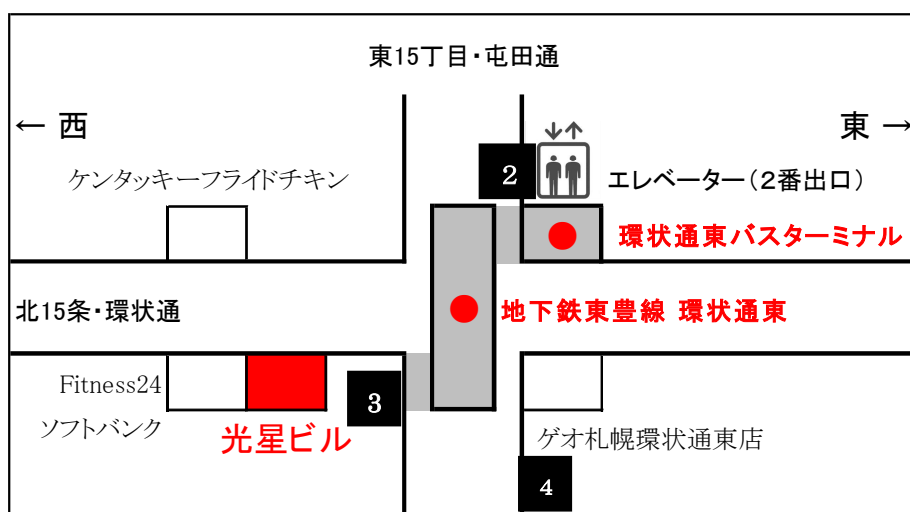 東15丁目・屯田通
← 西
東 →
ケンタッキーフライドチキン
2
エレベーター(2番出口)
環状通東バスターミナル
北15条・環状通
地下鉄東豊線 環状通東
Fitness24
ソフトバンク
光星ビル
3
ゲオ札幌環状通東店
4